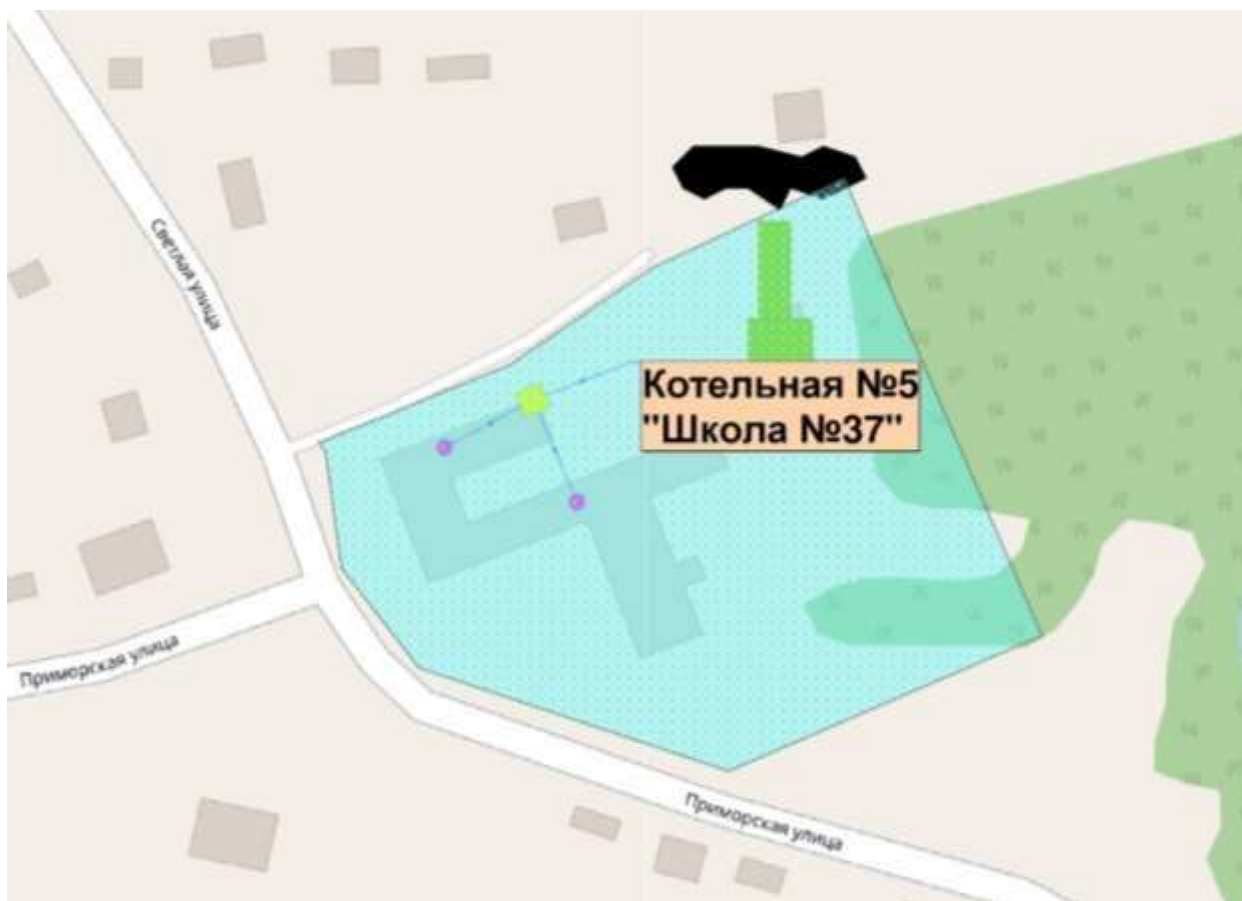 Светлая улица
Котельная №5
"Школа №37"
Приморская улица
Приморская улица